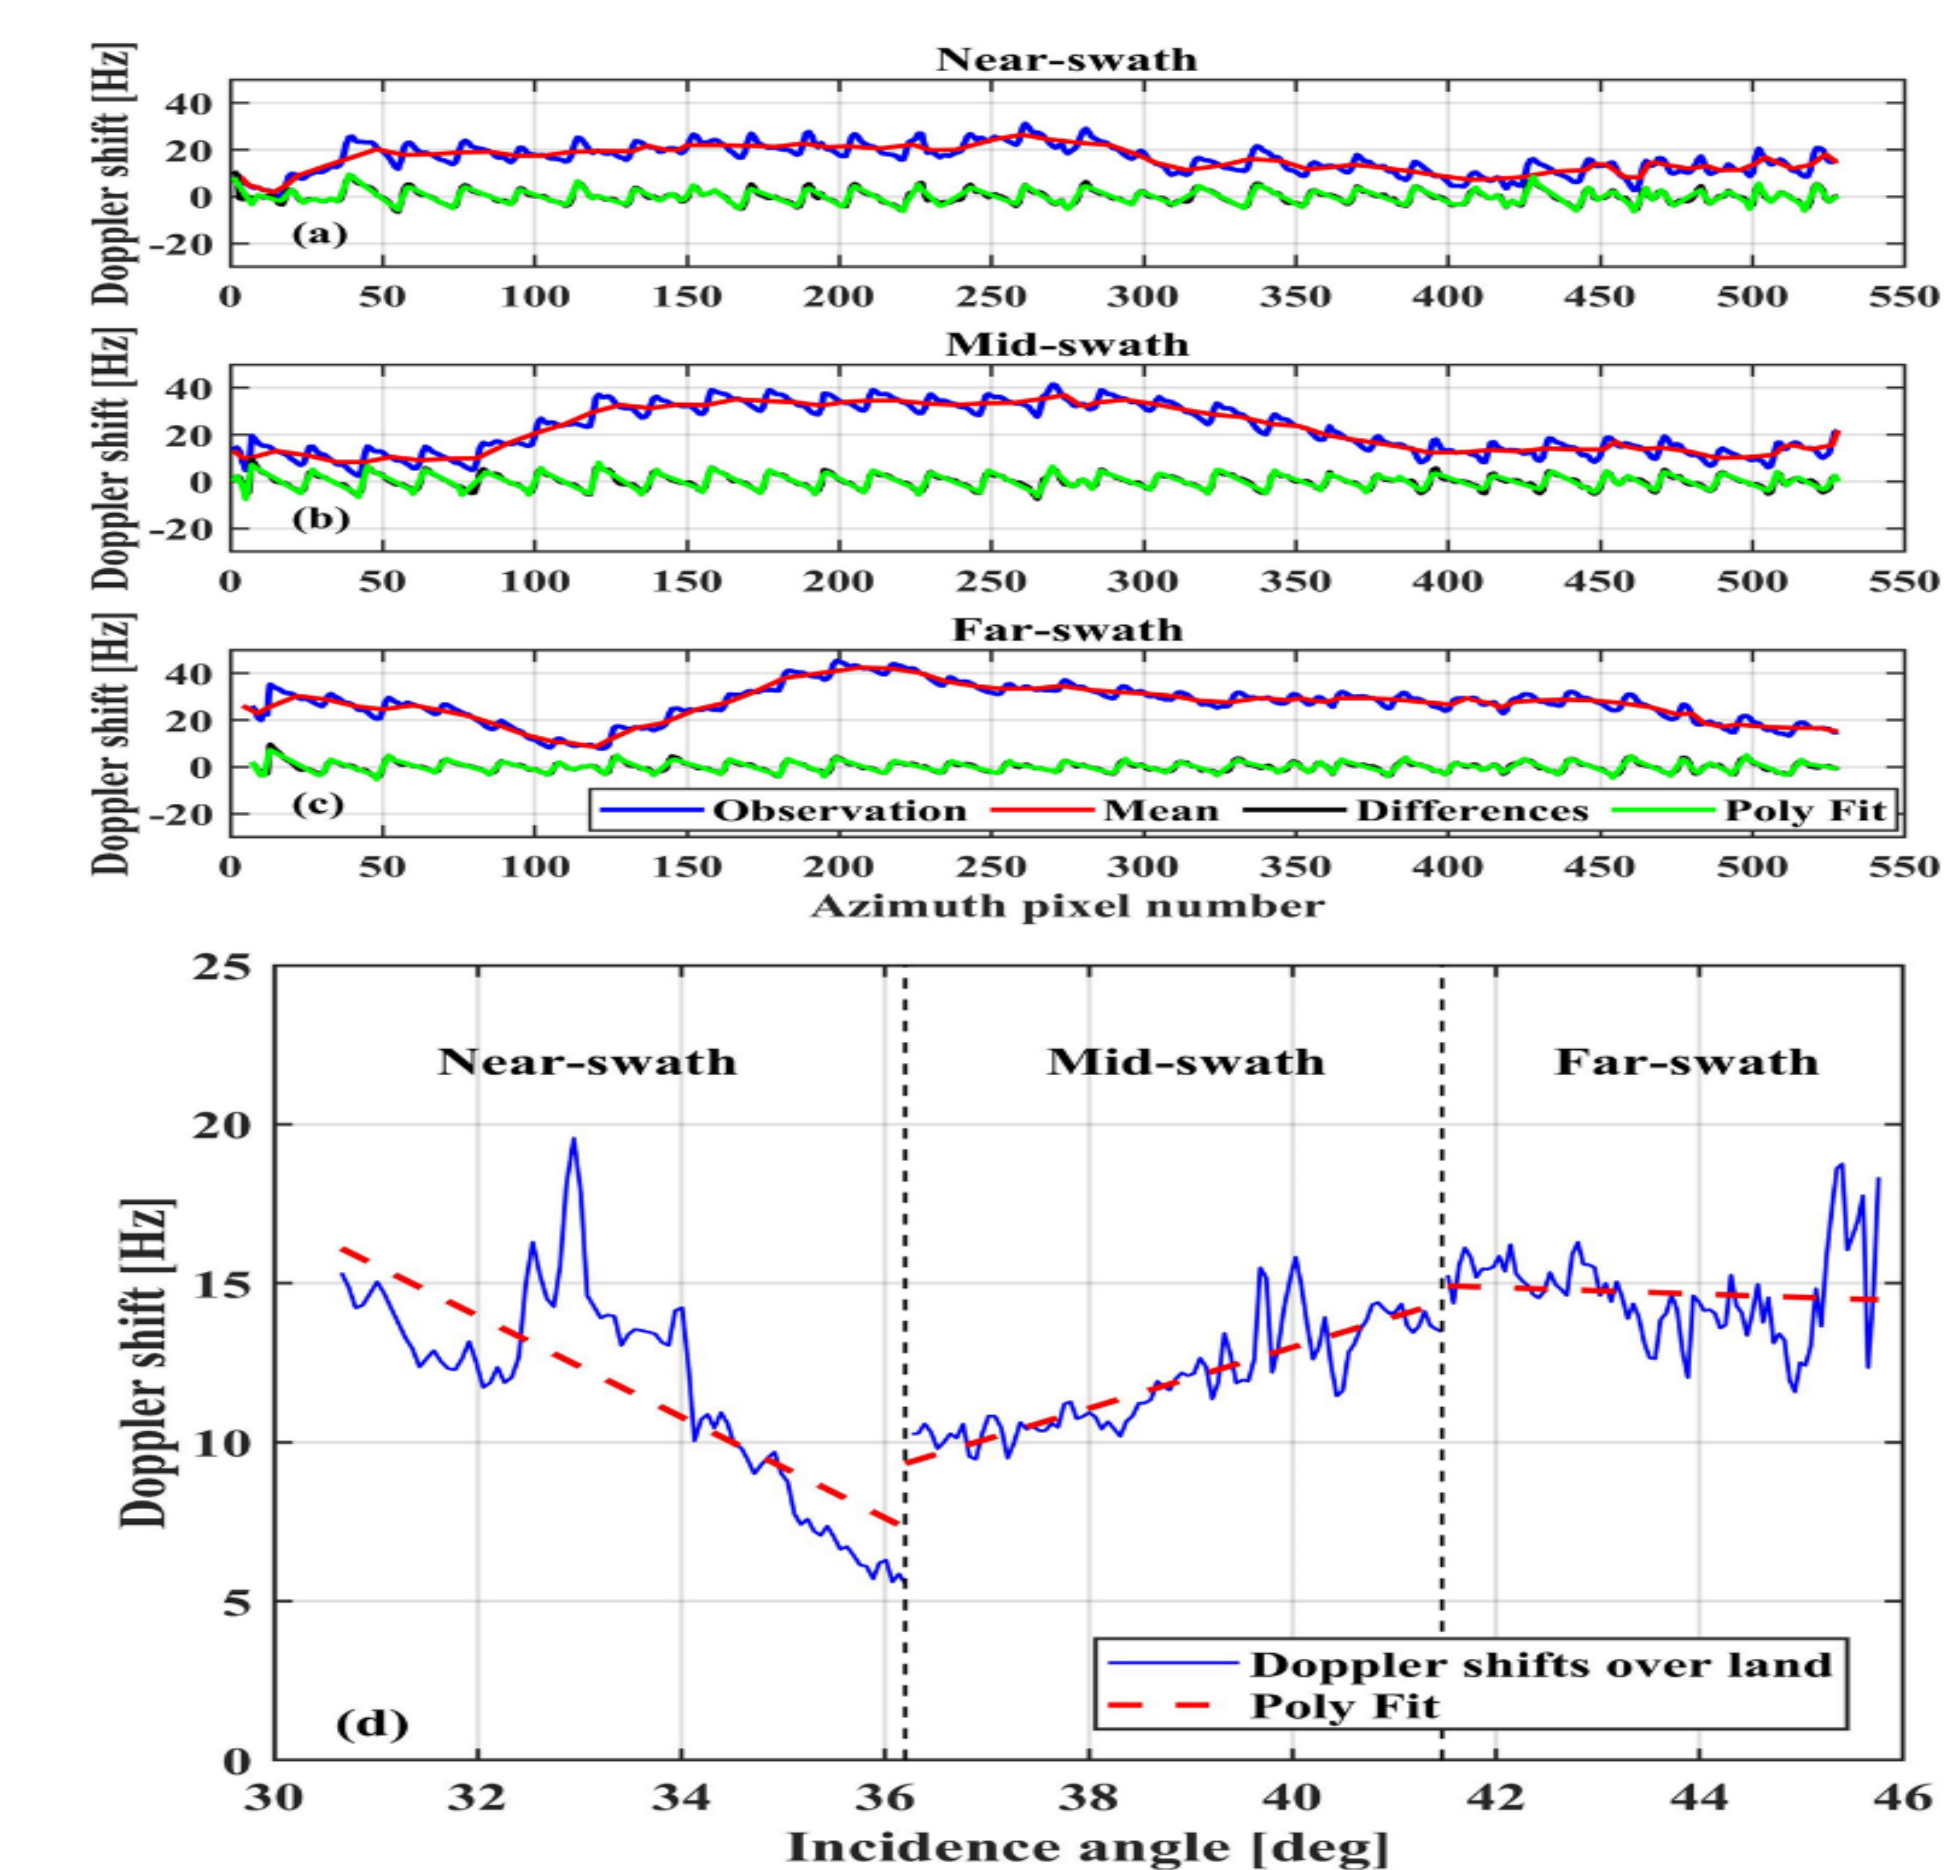 Near-swath
Doppler shift [Hz]
40
20
0
-20
(a)
0 50 100 150 200 250 300 350 400 450 500 550
Mid-swath
Doppler shift [Hz]
40
20
0
-20
(b)
0 50 100 150 200 250 300 350 400 450 500 550
Far-swath
Doppler shift [Hz]
40
20
0
-20
(c)
Observation Mean Differences Poly Fit
0 50 100 150 200 250 300 350 400 450 500 550
Azimuth pixel number
25
20
15
10
5
0
Doppler shift [Hz]
Near-swath Mid-swath Far-swath
Doppler shifts over land
Poly Fit
(d)
30 32 34 36 38 40 42 44 46
Incidence angle [deg]